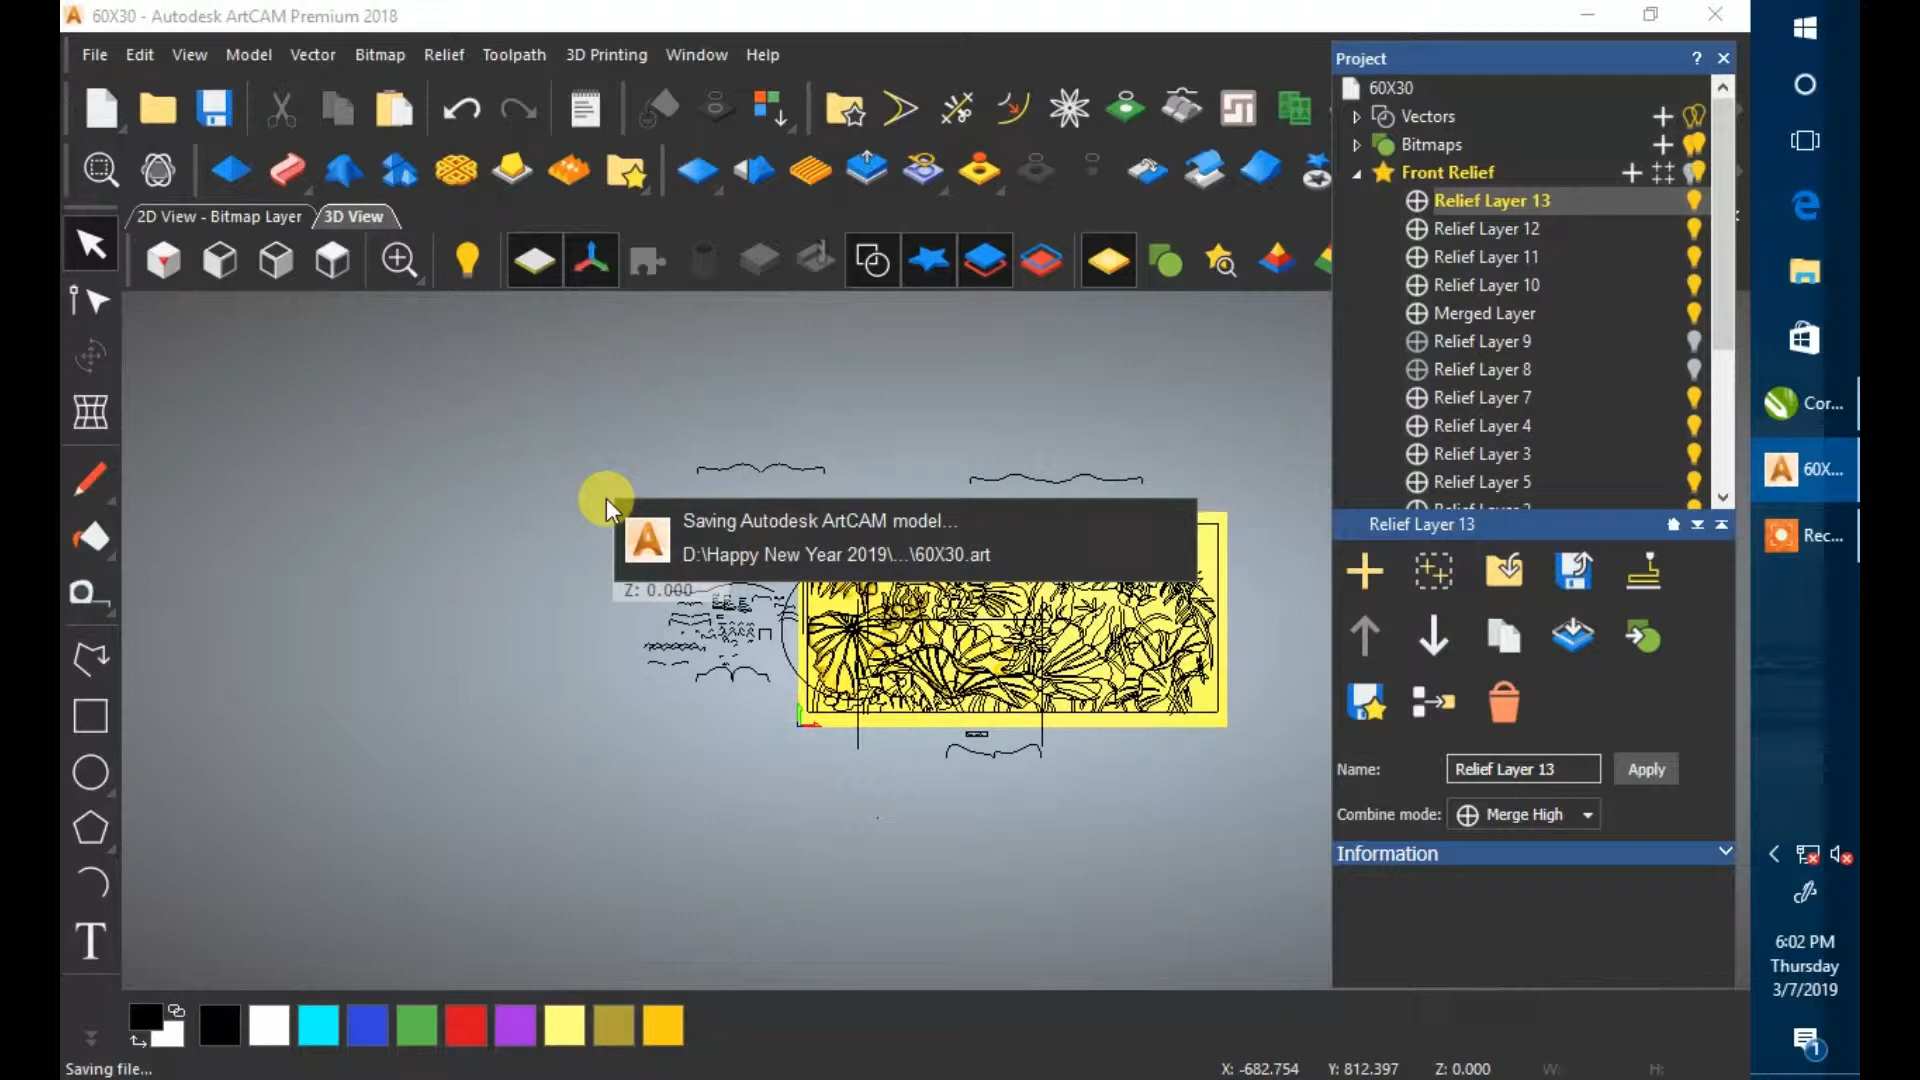 60X30 - Autodesk ArtCAM Premium 2018
File Edit View Model Vector Bitmap Relief Toolpath 3D Printing Window Help
2D View - Bitmap Layer
3D View
Saving Autodesk ArtCAM model...
D:\Happy New Year 2019\...\60X30.art
Z: 0.000
Project
60X30
Vectors
Bitmaps
Front Relief
Relief Layer 13
Relief Layer 12
Relief Layer 11
Relief Layer 10
Merged Layer
Relief Layer 9
Relief Layer 8
Relief Layer 7
Relief Layer 4
Relief Layer 3
Relief Layer 5
Relief Layer 13
Name: Relief Layer 13 Apply
Combine mode: Merge High
Information
Saving file...
X: -682.754 Y: 812.397 Z: 0.000 W: H:
Cor...
60X...
Rec...
6:02 PM
Thursday
3/7/2019
1